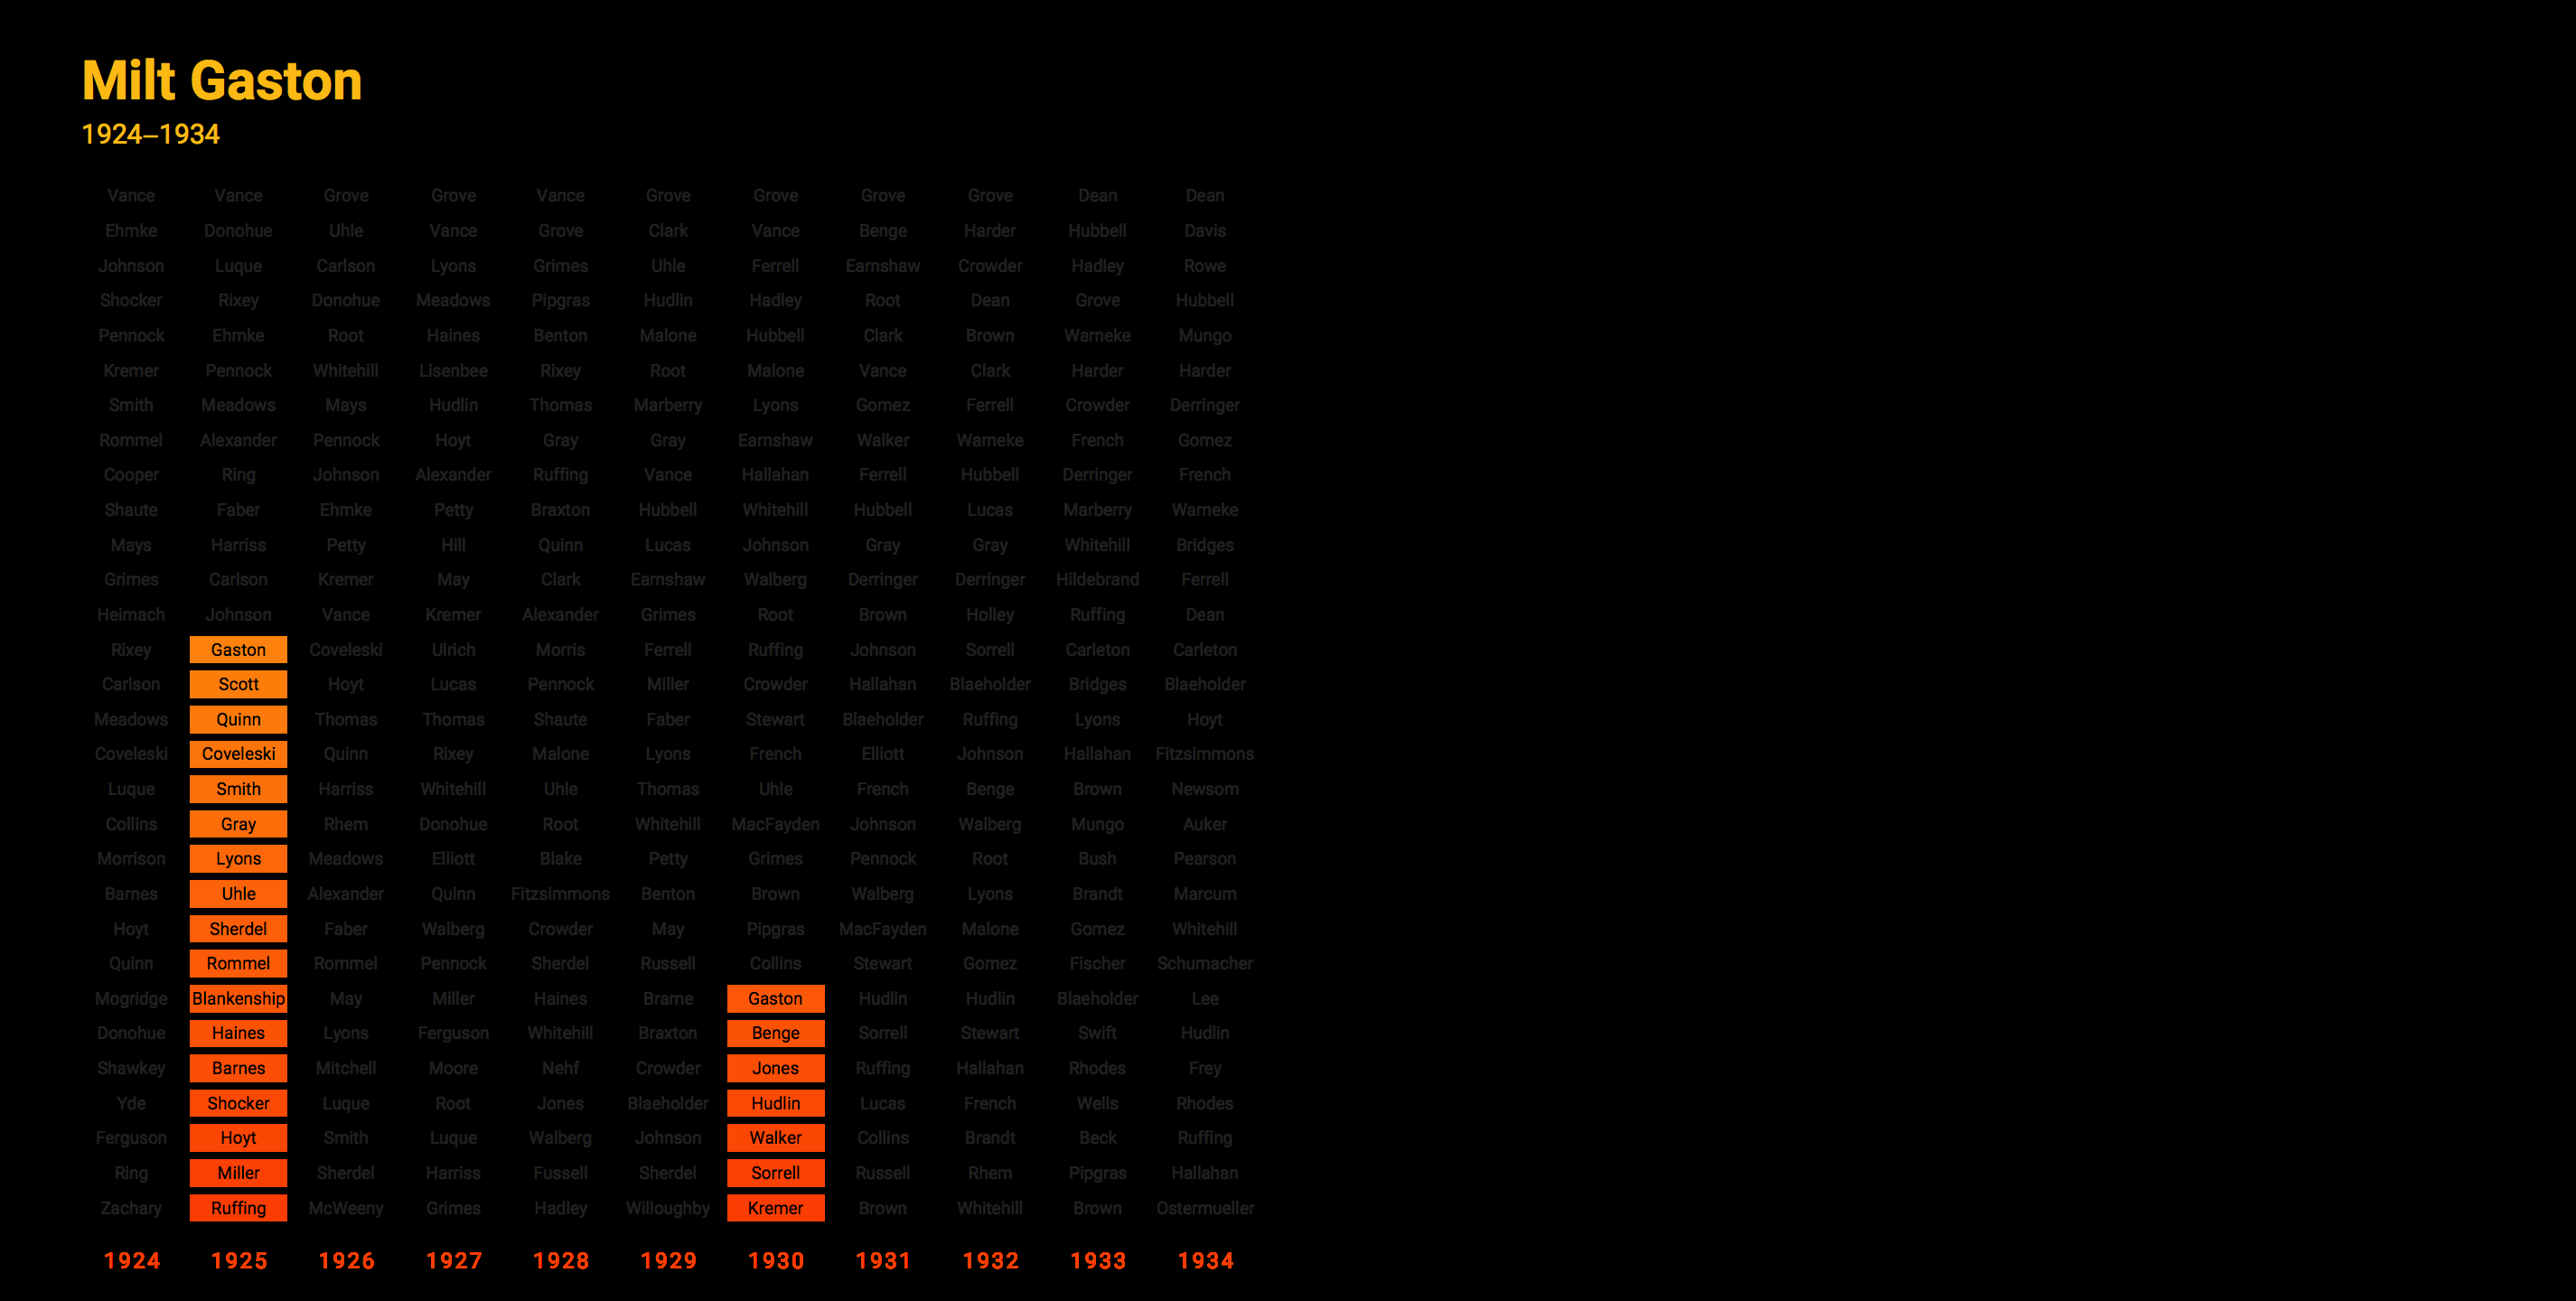 Milt Gaston
1924–1934
Vance Vance Grove Grove Vance Grove Grove Grove Grove Dean Dean
Ehmke Donohue Uhle Vance Grove Clark Vance Benge Harder Hubbell Davis
Johnson Luque Carlson Lyons Grimes Uhle Ferrell Earnshaw Crowder Hadley Rowe
Shocker Rixey Donohue Meadows Pipgras Hudlin Hadley Root Dean Grove Hubbell
Pennock Ehmke Root Haines Benton Malone Hubbell Clark Brown Warneke Mungo
Kremer Pennock Whitehill Lisenbee Rixey Root Malone Vance Clark Harder Harder
Smith Meadows Mays Hudlin Thomas Marberry Lyons Gomez Ferrell Crowder Derringer
Rommel Alexander Pennock Hoyt Gray Gray Earnshaw Walker Warneke French Gomez
Cooper Ring Johnson Alexander Ruffing Vance Hallahan Ferrell Hubbell Derringer French
Shaute Faber Ehmke Petty Braxton Hubbell Whitehill Hubbell Lucas Marberry Warneke
Mays Harriss Petty Hill Quinn Lucas Johnson Gray Gray Whitehill Bridges
Grimes Carlson Kremer May Clark Earnshaw Walberg Derringer Derringer Hildebrand Ferrell
Heimach Johnson Vance Kremer Alexander Grimes Root Brown Holley Ruffing Dean
Rixey Gaston Coveleski Ulrich Morris Ferrell Ruffing Johnson Sorrell Carleton Carleton
Carlson Scott Hoyt Lucas Pennock Miller Crowder Hallahan Blaeholder Bridges Blaeholder
Meadows Quinn Thomas Thomas Shaute Faber Stewart Blaeholder Ruffing Lyons Hoyt
Coveleski Coveleski Quinn Rixey Malone Lyons French Elliott Johnson Hallahan Fitzsimmons
Luque Smith Harriss Whitehill Uhle Thomas Uhle French Benge Brown Newsom
Collins Gray Rhem Donohue Root Whitehill MacFayden Johnson Walberg Mungo Auker
Morrison Lyons Meadows Elliott Blake Petty Grimes Pennock Root Bush Pearson
Barnes Uhle Alexander Quinn Fitzsimmons Benton Brown Walberg Lyons Brandt Marcum
Hoyt Sherdel Faber Walberg Crowder May Pipgras MacFayden Malone Gomez Whitehill
Quinn Rommel Rommel Pennock Sherdel Russell Collins Stewart Gomez Fischer Schumacher
Mogridge Blankenship May Miller Haines Brame Gaston Hudlin Hudlin Blaeholder Lee
Donohue Haines Lyons Ferguson Whitehill Braxton Benge Sorrell Stewart Swift Hudlin
Shawkey Barnes Mitchell Moore Nehf Crowder Jones Ruffing Hallahan Rhodes Frey
Yde Shocker Luque Root Jones Blaeholder Hudlin Lucas French Wells Rhodes
Ferguson Hoyt Smith Luque Walberg Johnson Walker Collins Brandt Beck Ruffing
Ring Miller Sherdel Harriss Fussell Sherdel Sorrell Russell Rhem Pipgras Hallahan
Zachary Ruffing McWeeny Grimes Hadley Willoughby Kremer Brown Whitehill Brown Ostermueller
1924 1925 1926 1927 1928 1929 1930 1931 1932 1933 1934